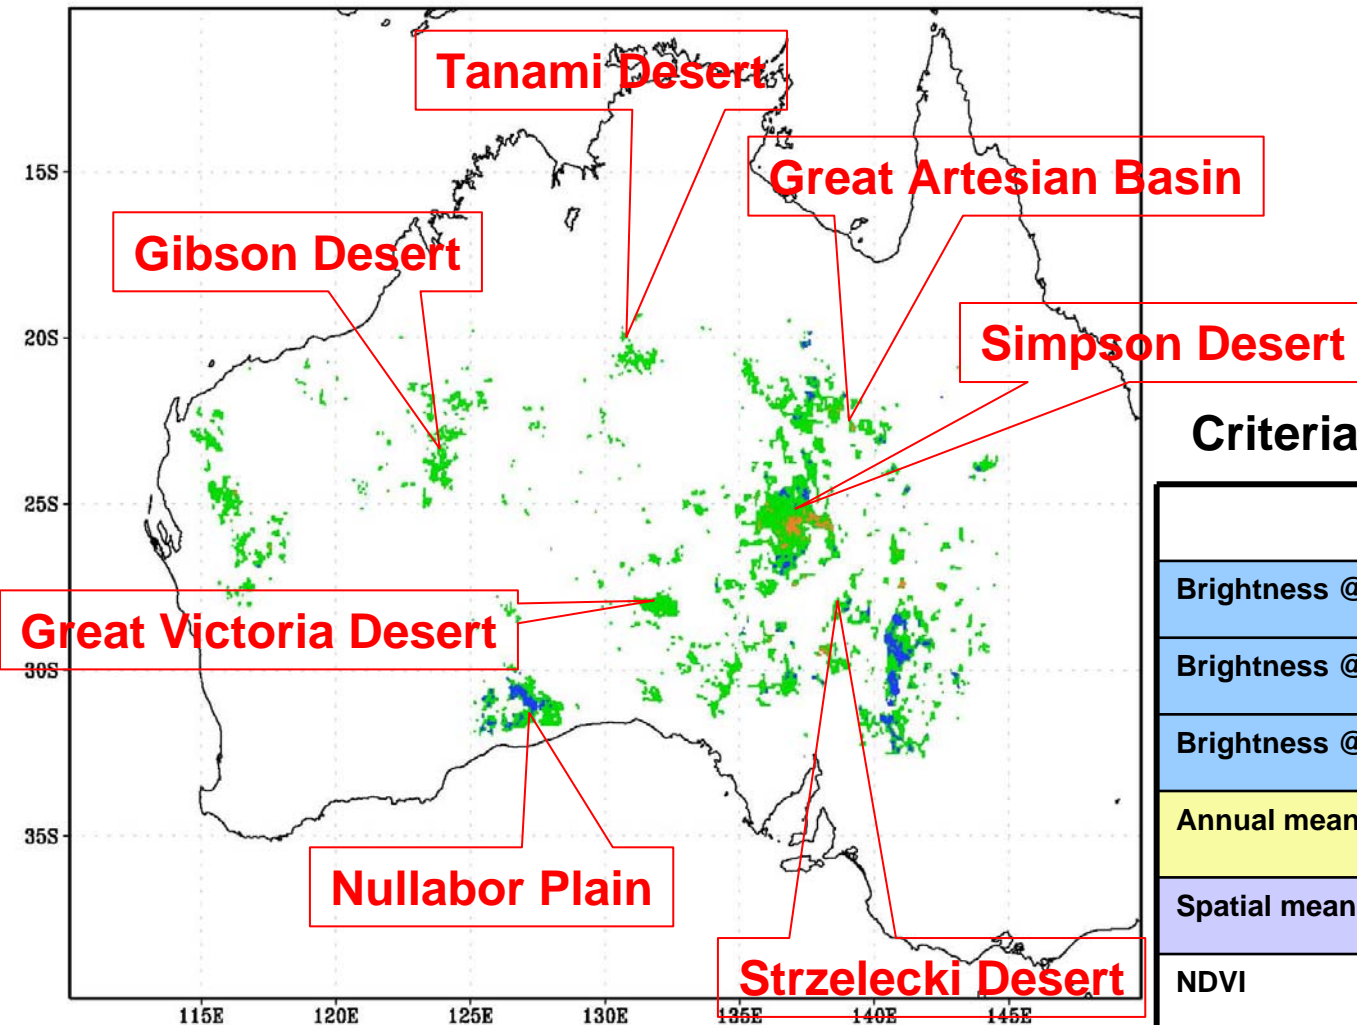 Tanami Desert
15S
Great Artesian Basin
Gibson Desert
20S
Simpson Desert
Criteria
25S
Brightness @
Great Victoria Desert
Brightness @
30S
Brightness @
Annual mean
35S
Nullabor Plain
Spatial mean
Strzelecki Desert
NDVI
115E 120E 125E 130E 135E 140E 145E